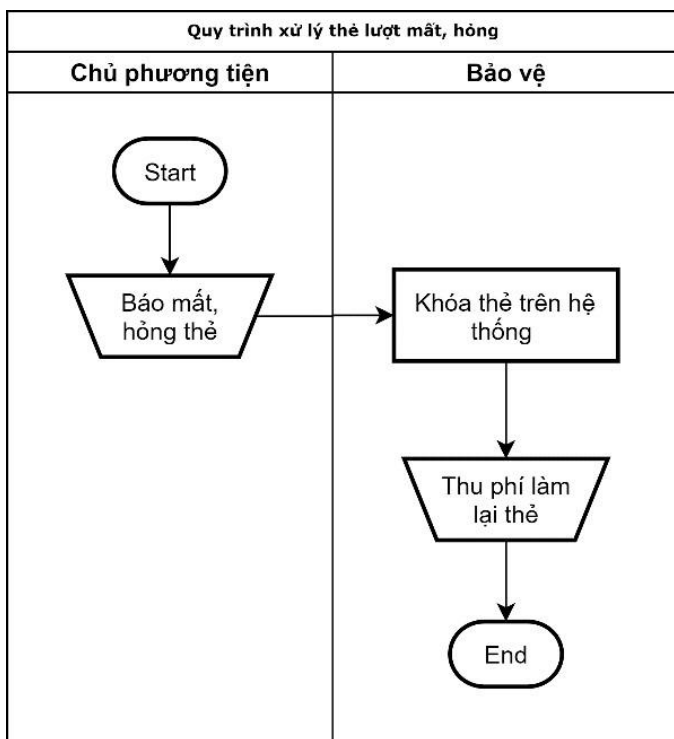 Quy trình xử lý thẻ lượt mất, hỏng
Chủ phương tiện
Bảo vệ
Start
Báo mất,
hỏng thẻ
Khóa thẻ trên hệ
thống
Thu phí làm
lại thẻ
End